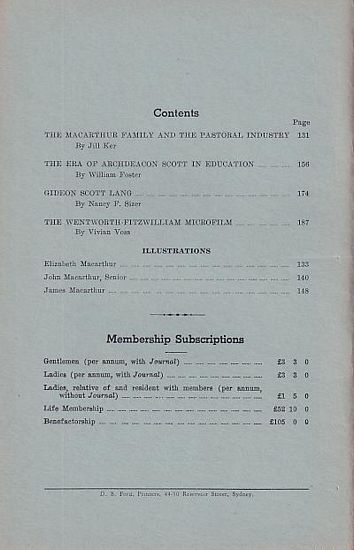 Contents
Page
THE MACARTHUR FAMILY AND THE PASTORAL INDUSTRY 131
By Jill Ker
THE ERA OF ARCHDEACON SCOTT IN EDUCATION 156
By William Foster
GIDEON SCOTT LANG 174
By Nancy F. Sizer
THE WENTWORTH-FITZWILLIAM MICROFILM 187
By Vivian Voss
ILLUSTRATIONS
Elizabeth Macarthur 133
John Macarthur, Senior 140
James Macarthur 148
Membership Subscriptions
Gentlemen (per annum, with Journal) £3 3 0
Ladies (per annum, with Journal) £3 3 0
Ladies, relative of and resident with members (per annum,
without Journal) £1 5 0
Life Membership £52 10 0
Benefactorship £105 0 0
D. S. Ford, Printers, 44-50 Reservoir Street, Sydney.